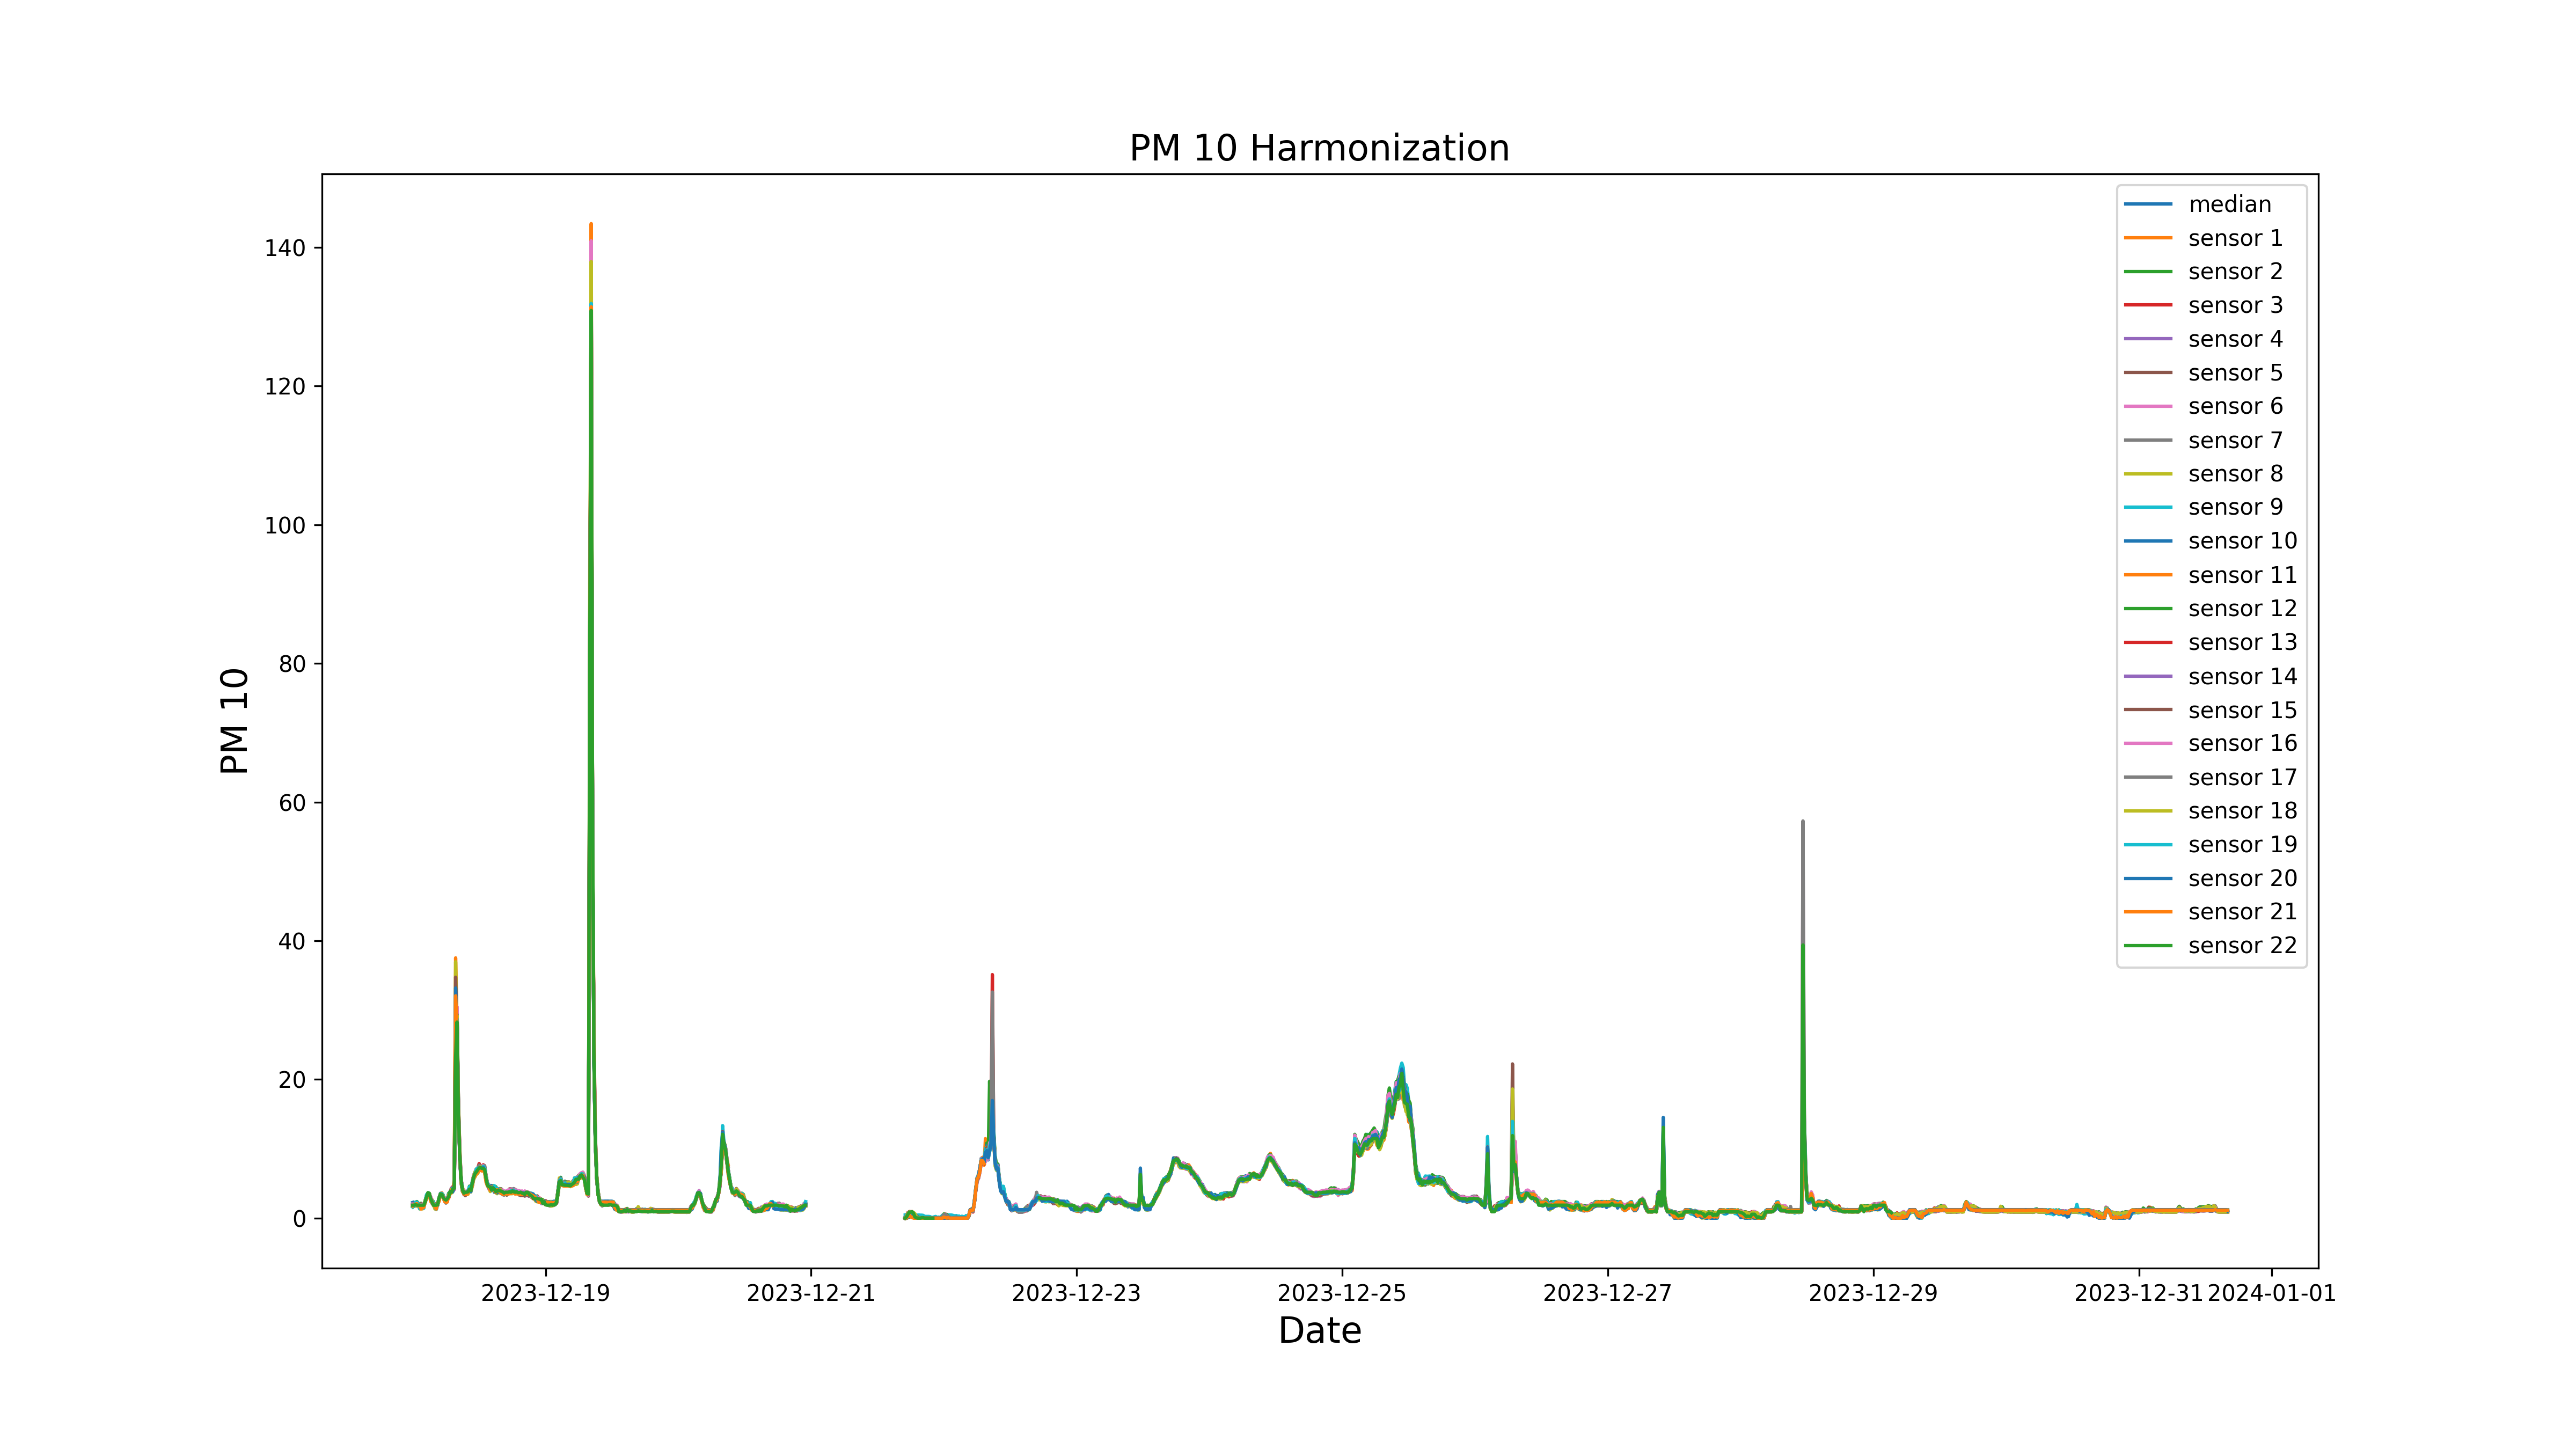 PM 10 Harmonization
median
sensor 1
sensor 2
sensor 3
sensor 4
sensor 5
sensor 6
sensor 7
sensor 8
sensor 9
sensor 10
sensor 11
sensor 12
sensor 13
sensor 14
sensor 15
sensor 16
sensor 17
sensor 18
sensor 19
sensor 20
sensor 21
sensor 22
140
120
100
80
60
40
20
0
PM 10
2023-12-19 2023-12-21 2023-12-23 2023-12-25 2023-12-27 2023-12-29 2023-12-31 2024-01-01
Date